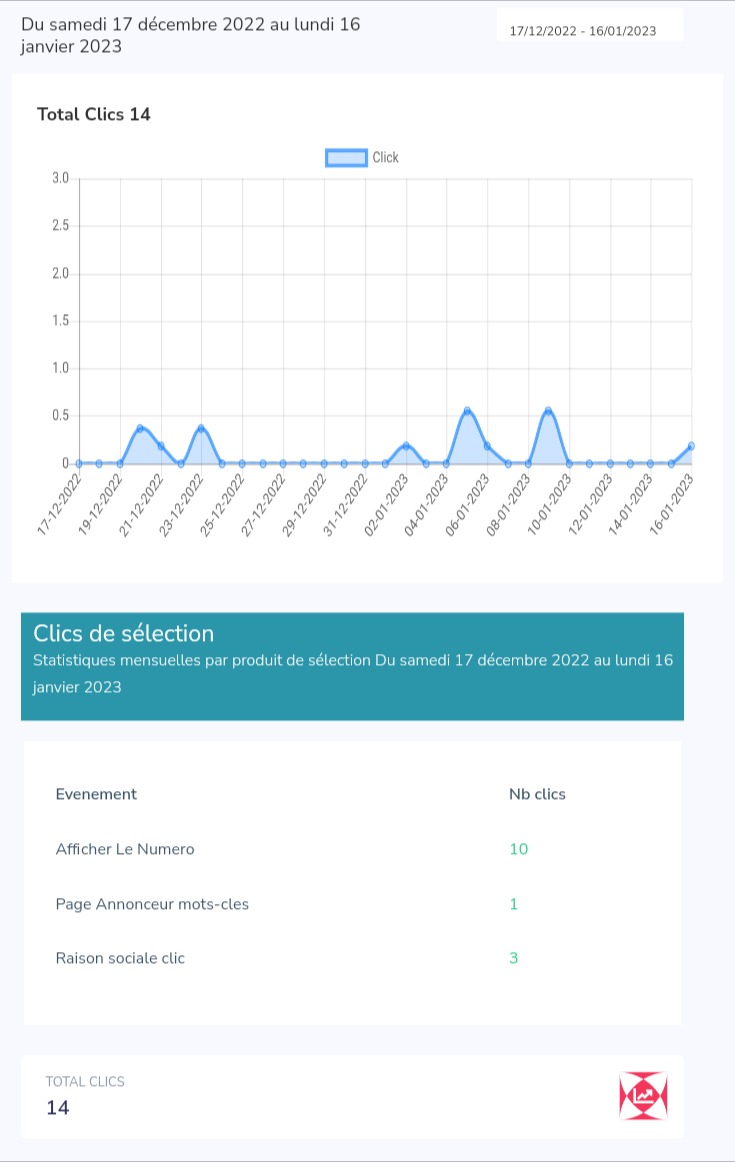 Du samedi 17 décembre 2022 au lundi 16
janvier 2023
17/12/2022 - 16/01/2023
Total Clics 14
Click
3.0
2.5
2.0
1.5
1.0
0.5
0
17-12-2022
19-12-2022
21-12-2022
23-12-2022
25-12-2022
27-12-2022
29-12-2022
31-12-2022
02-01-2023
04-01-2023
06-01-2023
08-01-2023
10-01-2023
12-01-2023
14-01-2023
16-01-2023
Clics de sélection
Statistiques mensuelles par produit de sélection Du samedi 17 décembre 2022 au lundi 16
janvier 2023
Evenement Nb clics
Afficher Le Numero 10
Page Annonceur mots-cles 1
Raison sociale clic 3
TOTAL CLICS
14